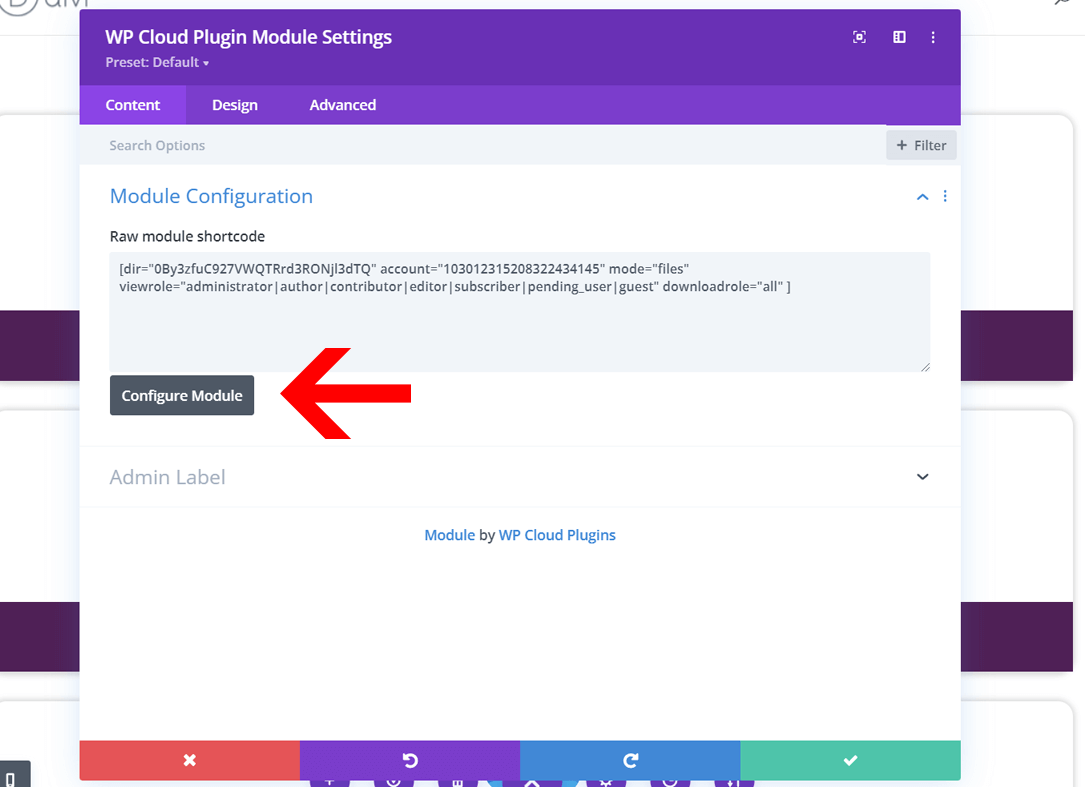 WP Cloud Plugin Module Settings
Preset: Default
Content Design Advanced
Search Options
+ Filter
Module Configuration
Raw module shortcode
[dir="0By3zfuC927VWQTRrd3RONjl3dTQ" account="103012315208322434145" mode="files"
viewrole="administrator|author|contributor|editor|subscriber|pending_user|guest" downloadrole="all" ]
Configure Module
Admin Label
Module by WP Cloud Plugins